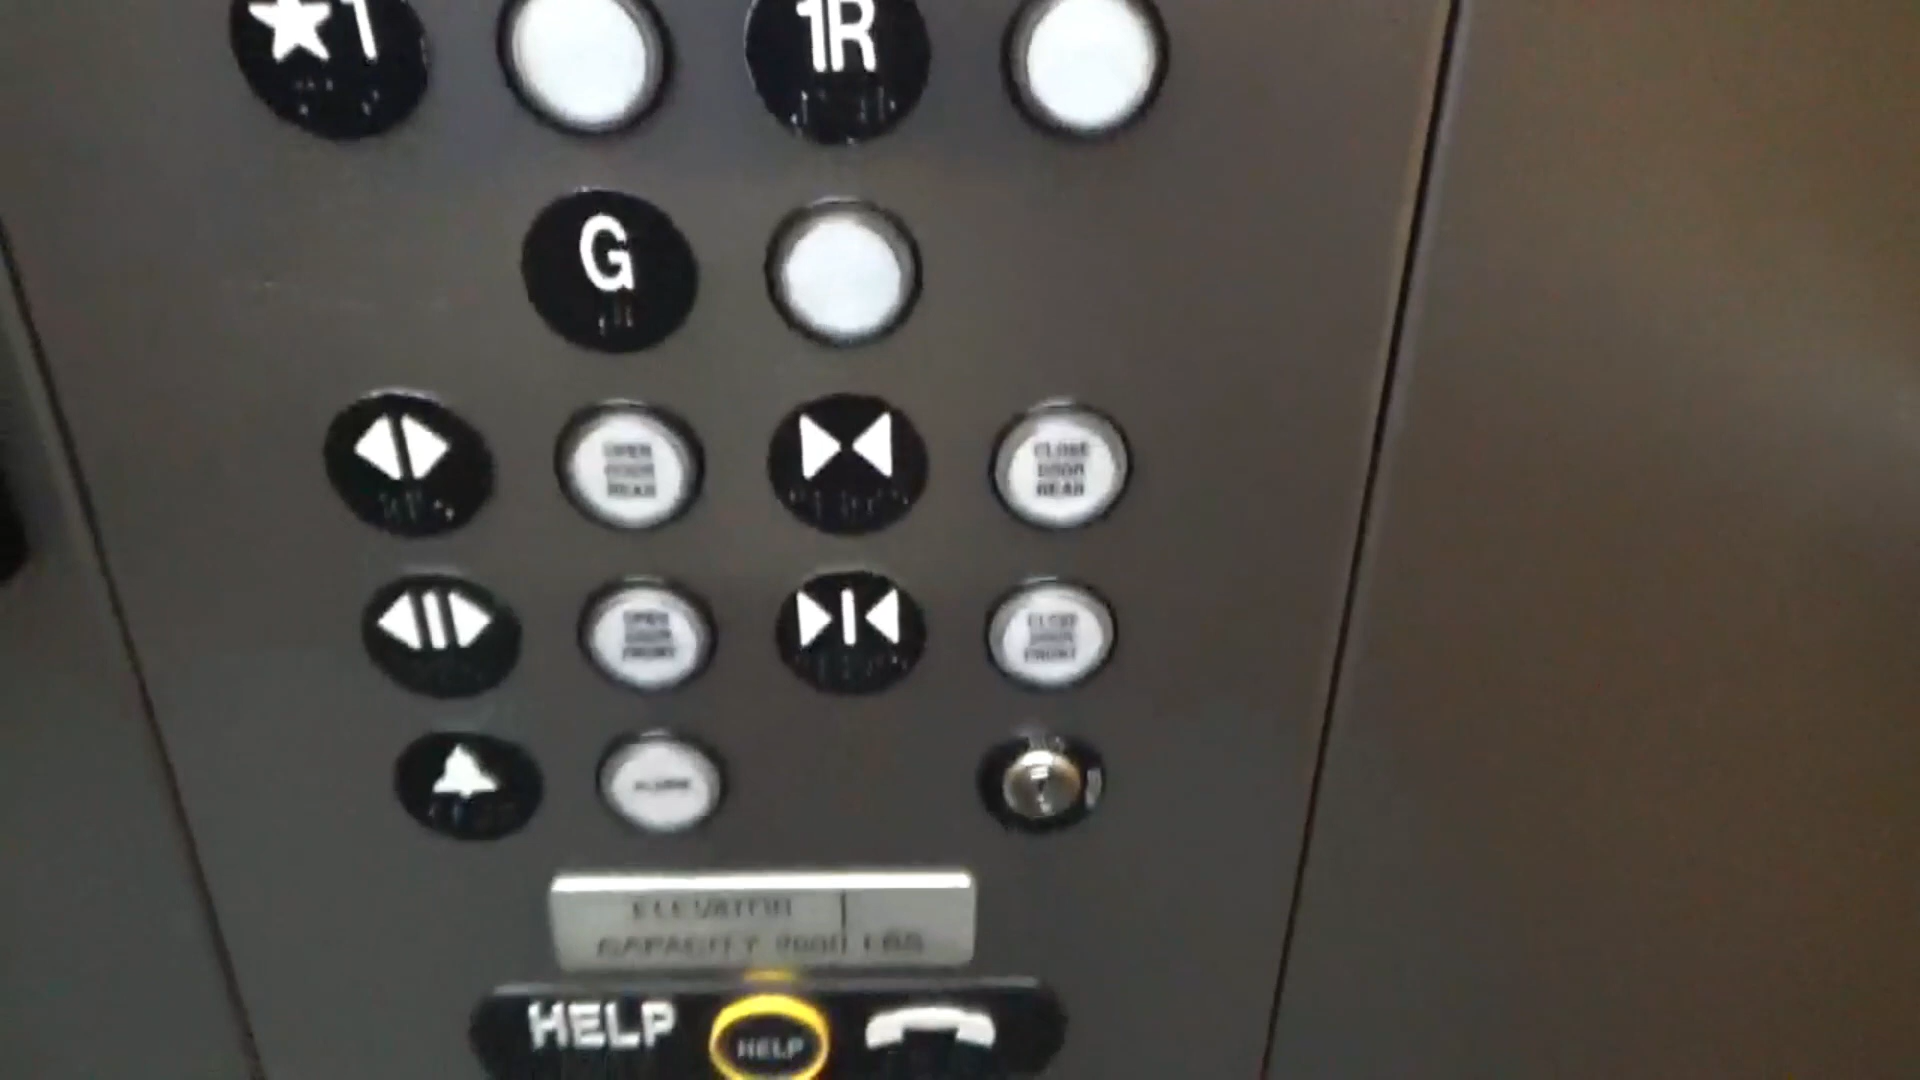 ★1
1R
G
OPEN
DOOR
REAR
CLOSE
DOOR
REAR
OPEN
DOOR
FRONT
CLOSE
DOOR
FRONT
ALARM
ELEVATOR
CAPACITY LBS
HELP
HELP